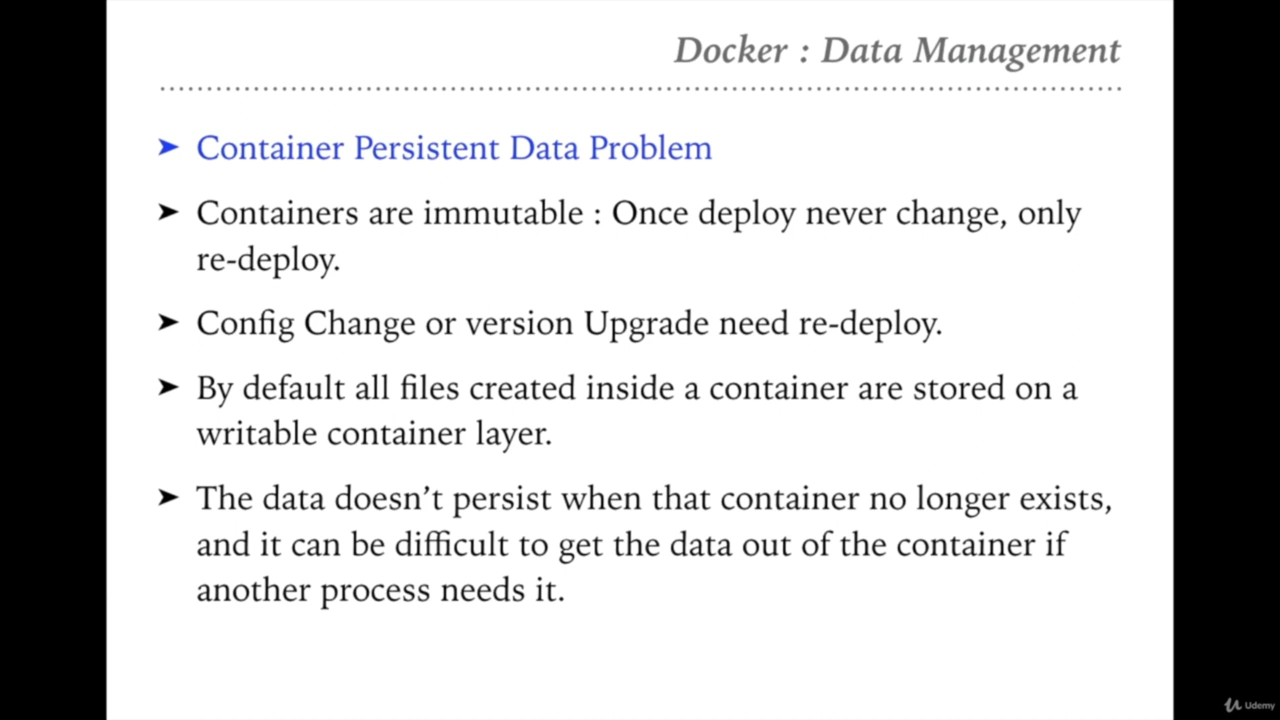 Docker : Data Management
➤ Container Persistent Data Problem
➤ Containers are immutable : Once deploy never change, only
re-deploy.
➤ Config Change or version Upgrade need re-deploy.
➤ By default all files created inside a container are stored on a
writable container layer.
➤ The data doesn’t persist when that container no longer exists,
and it can be difficult to get the data out of the container if
another process needs it.
Udemy